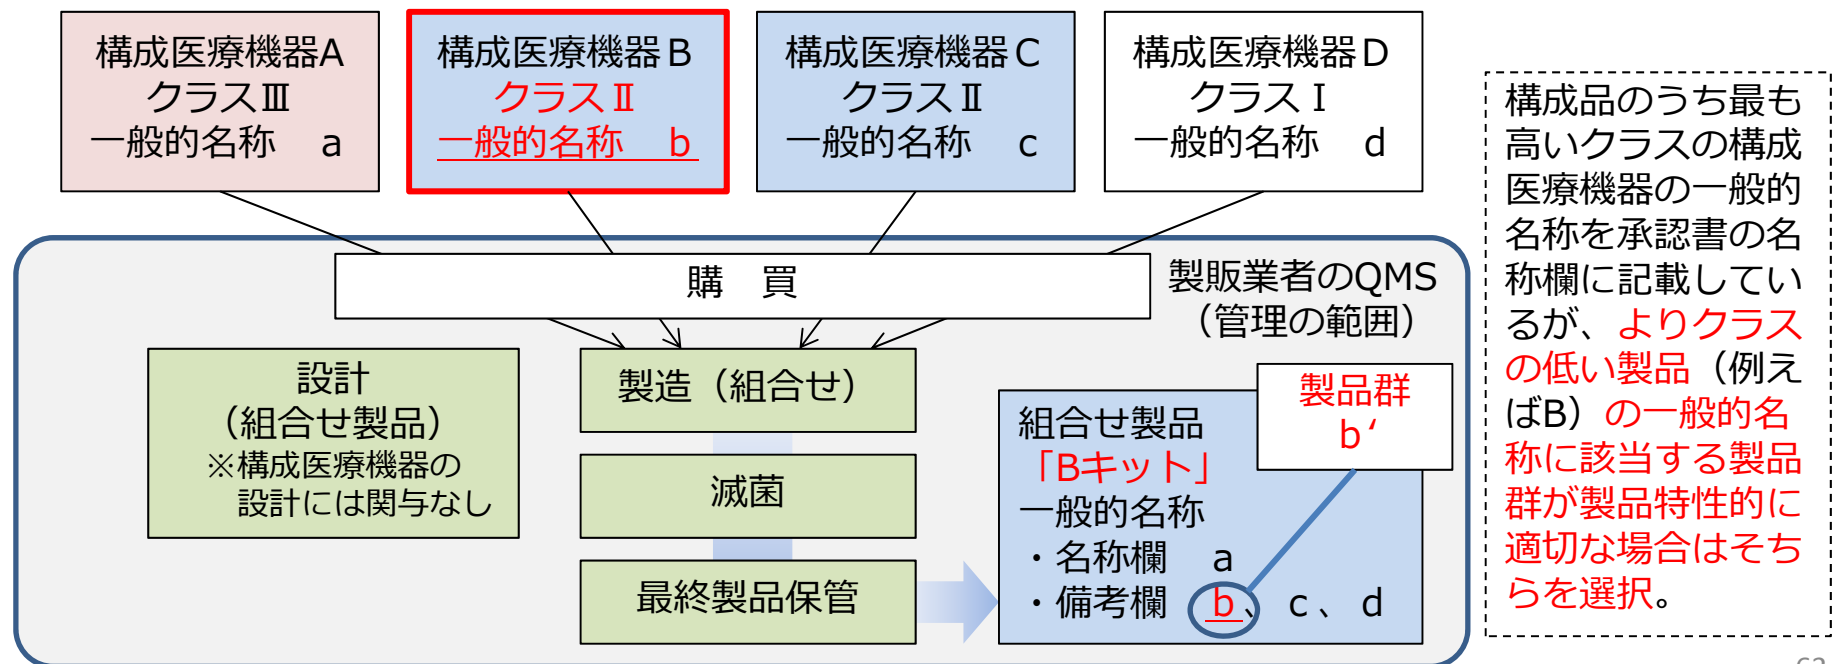 構成医療機器A
クラスⅢ
一般的名称　a
構成医療機器B
クラスⅡ
一般的名称　b
構成医療機器C
クラスⅡ
一般的名称　c
構成医療機器D
クラスⅠ
一般的名称　d
購　買
製販業者のQMS
（管理の範囲）
設計
（組合せ製品）
※構成医療機器の
設計には関与なし
製造（組合せ）
滅菌
最終製品保管
製品群
b‘
組合せ製品
「Bキット」
一般的名称
・名称欄　a
・備考欄　b、c、d
構成品のうち最も
高いクラスの構成
医療機器の一般的
名称を承認書の名
称欄に記載してい
るが、よりクラス
の低い製品（例え
ばB）の一般的名
称に該当する製品
群が製品特性的に
適切な場合はそち
らを選択。